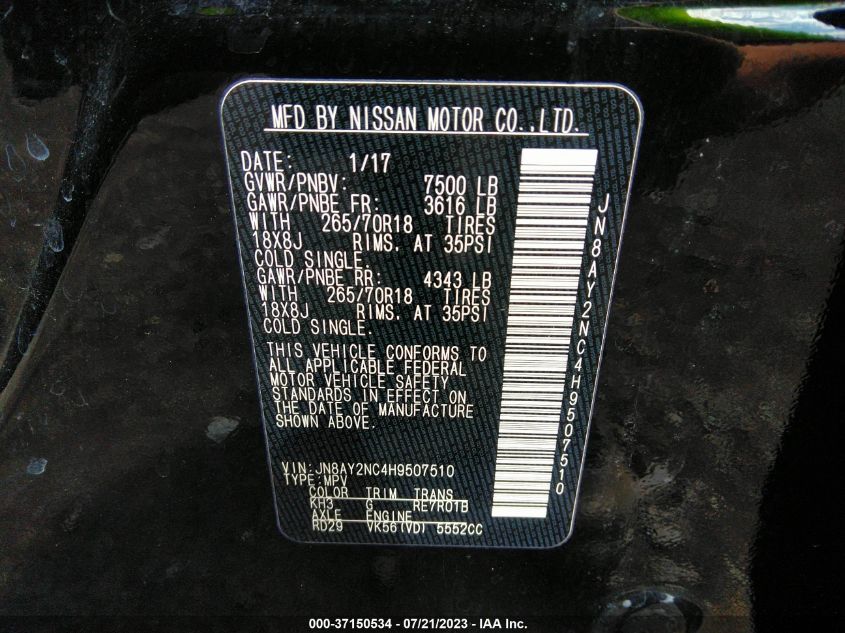 MFD BY NISSAN MOTOR CO.,LTD.
DATE: 1/17
GVWR/PNBV: 7500 LB
GAWR/PNBE FR: 3616 LB
WITH 265/70R18 TIRES
18X8J RIMS. AT 35PSI
COLD SINGLE.
GAWR/PNBE RR: 4343 LB
WITH 265/70R18 TIRES
18X8J RIMS. AT 35PSI
COLD SINGLE.
THIS VEHICLE CONFORMS TO
ALL APPLICABLE FEDERAL
MOTOR VEHICLE SAFETY
STANDARDS IN EFFECT ON
THE DATE OF MANUFACTURE
SHOWN ABOVE.
VIN:JN8AY2NC4H9507510
TYPE:MPV
COLOR TRIM TRANS
KH3 G RE7R01B
AXLE ENGINE
RD29 VK56(VD) 5552CC
JN8AY2NC4H9507510
000-37150534 - 07/21/2023 - IAA Inc.